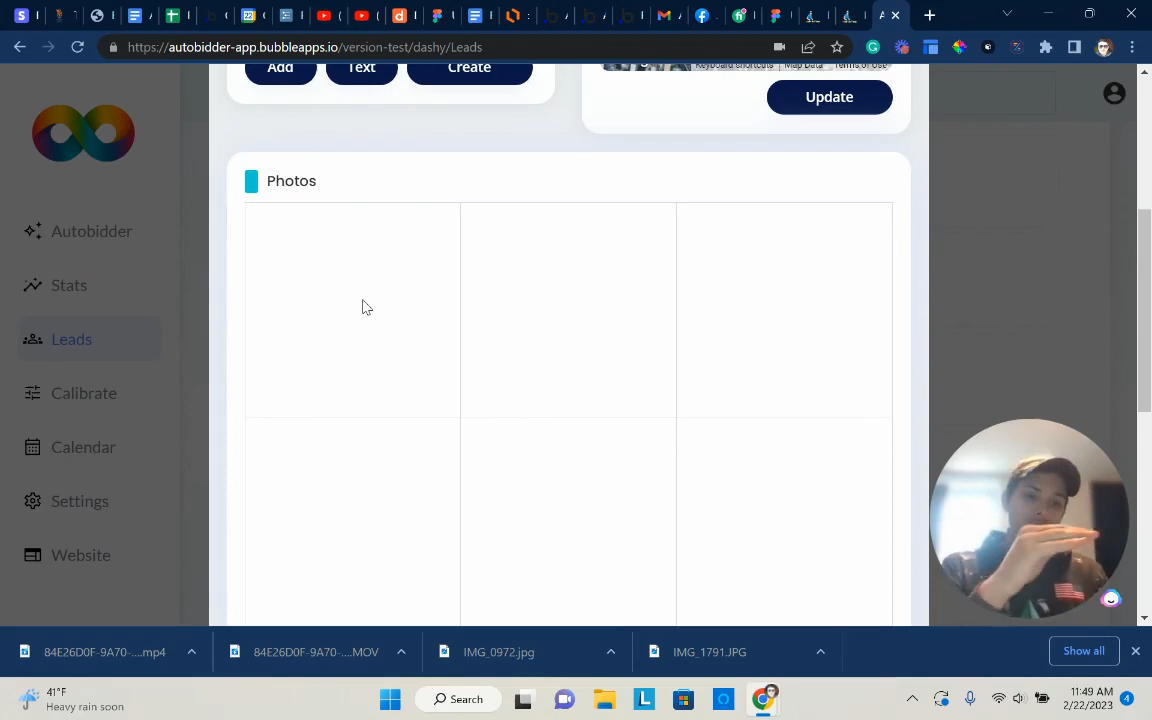 https://autobidder-app.bubbleapps.io/version-test/dashy/Leads
Add
Text
Create
Keyboard shortcuts
Map Data
Terms of Use
Update
Photos
Autobidder
Stats
Leads
Calibrate
Calendar
Settings
Website
84E26D0F-9A70-....mp4
84E26D0F-9A70-....MOV
IMG_0972.jpg
IMG_1791.JPG
Show all
41°F
Heavy rain soon
Search
11:49 AM
2/22/2023
4